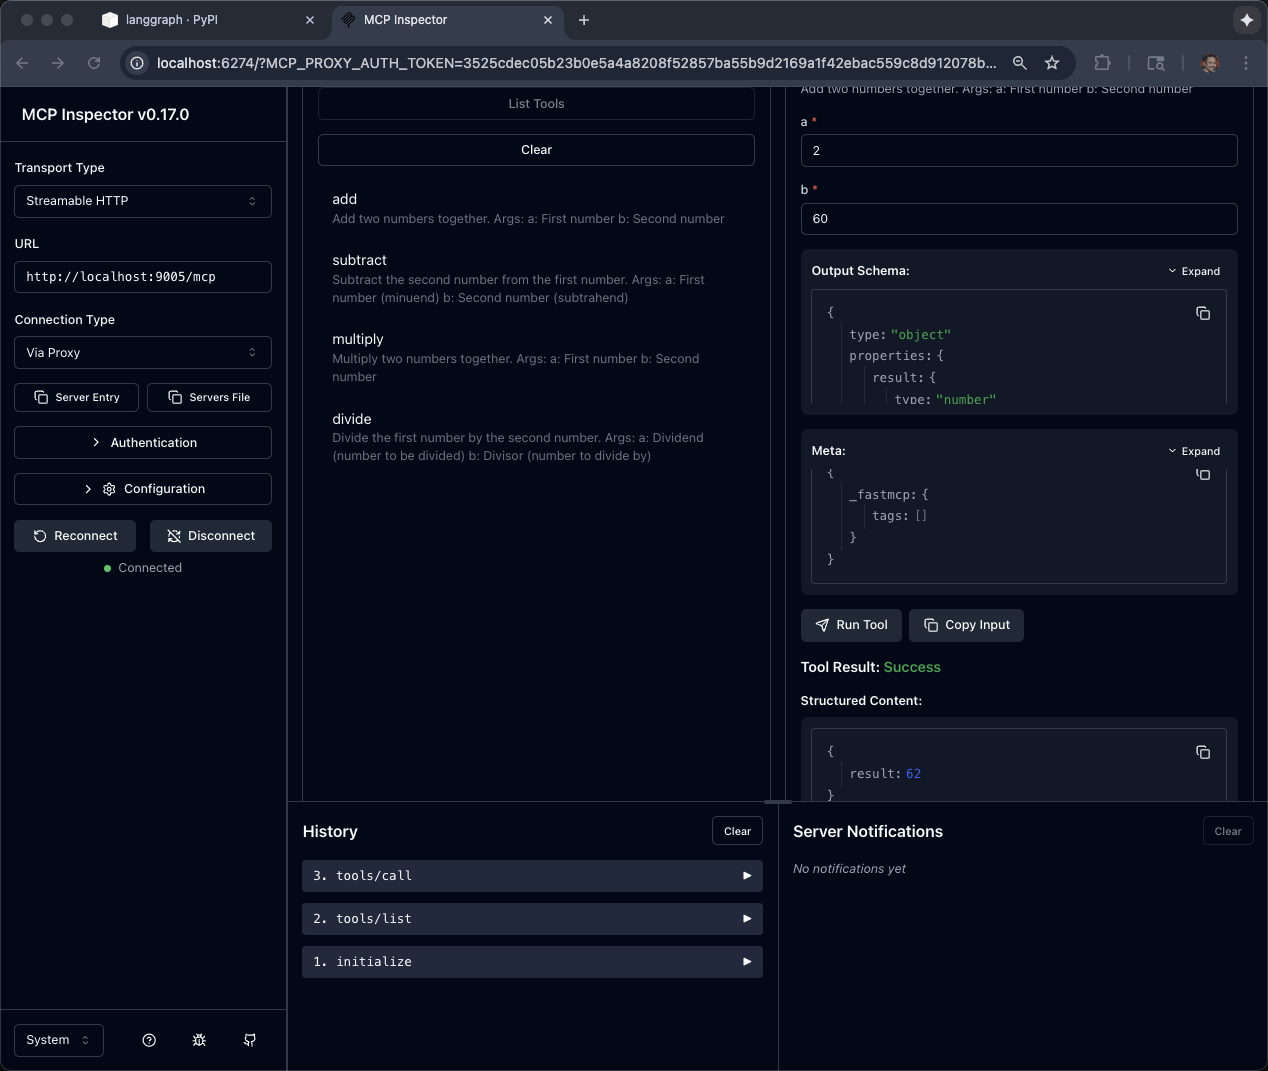 langgraph · PyPI
MCP Inspector
localhost:6274/?MCP_PROXY_AUTH_TOKEN=3525cdec05b23b0e5a4a8208f52857ba55b9d2169a1f42ebac559c8d912078b...
MCP Inspector v0.17.0
Transport Type
Streamable HTTP
URL
http://localhost:9005/mcp
Connection Type
Via Proxy
Server Entry
Servers File
Authentication
Configuration
Reconnect
Disconnect
Connected
System
List Tools
Clear
add
Add two numbers together. Args: a: First number b: Second number
subtract
Subtract the second number from the first number. Args: a: First
number (minuend) b: Second number (subtrahend)
multiply
Multiply two numbers together. Args: a: First number b: Second
number
divide
Divide the first number by the second number. Args: a: Dividend
(number to be divided) b: Divisor (number to divide by)
Add two numbers together. Args: a: First number b: Second number
a *
2
b *
60
Output Schema:
Expand
{
type: "object"
properties: {
result: {
type: "number"
Meta:
Expand
{
_fastmcp: {
tags: []
}
}
Run Tool
Copy Input
Tool Result: Success
Structured Content:
{
result: 62
}
History
Clear
3. tools/call
2. tools/list
1. initialize
Server Notifications
Clear
No notifications yet